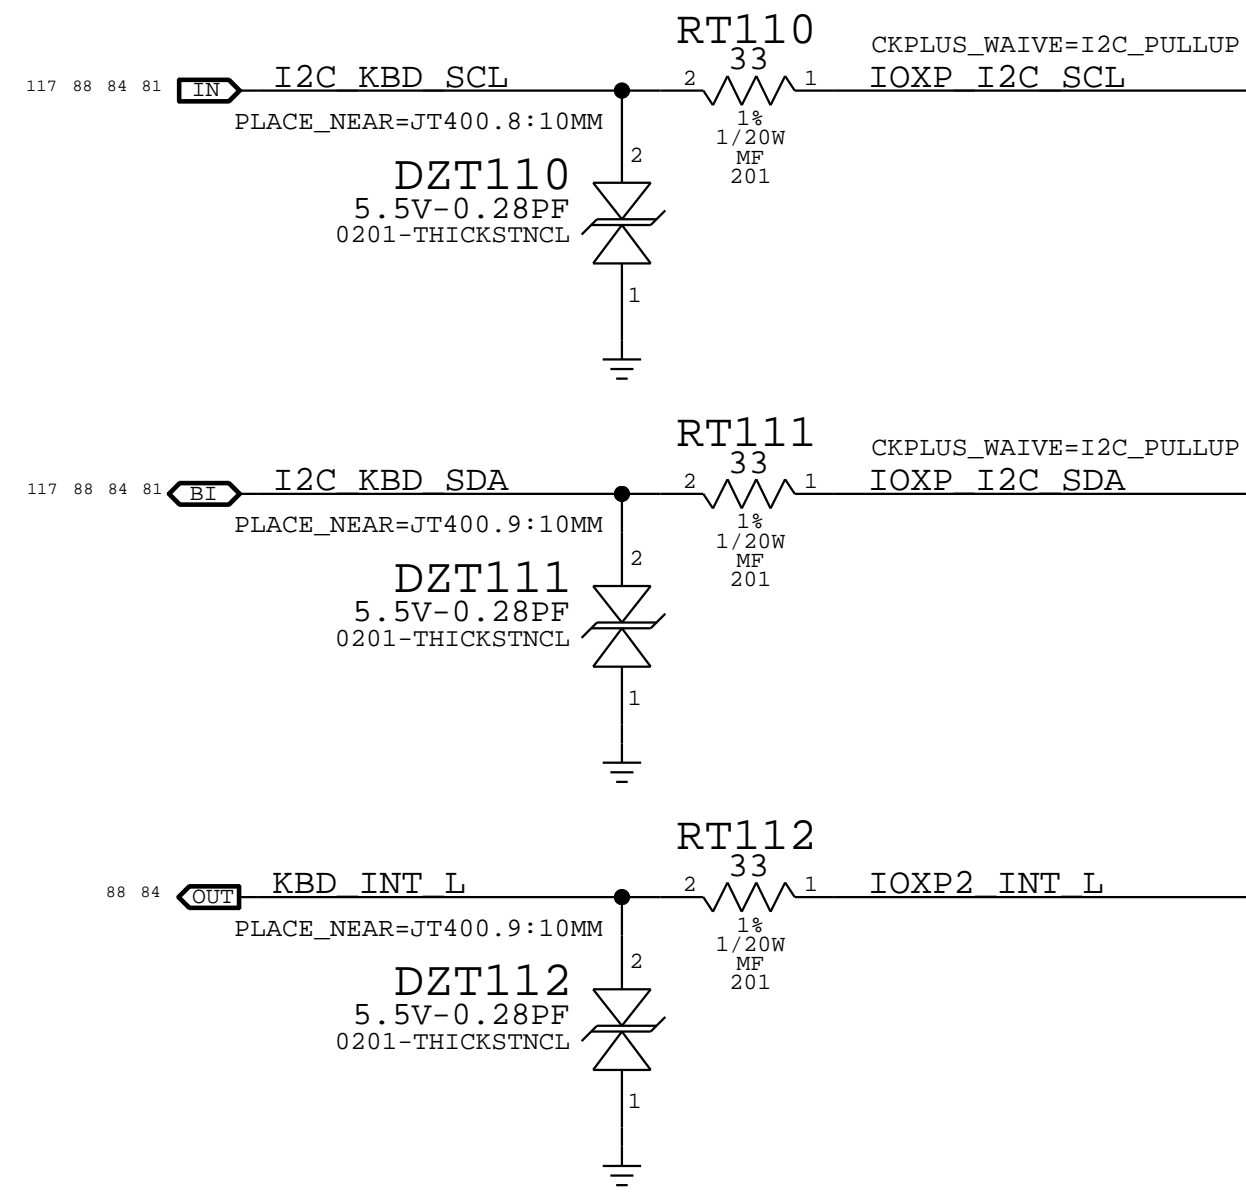 RT110
33
CKPLUS_WAIVE=I2C_PULLUP
117 88 84 81 IN I2C_KBD_SCL 2 1 IOXP_I2C_SCL
PLACE_NEAR=JT400.8:10MM
1%
1/20W
MF
201
2
DZT110
5.5V-0.28PF
0201-THICKSTNCL
1
RT111
33
CKPLUS_WAIVE=I2C_PULLUP
117 88 84 81 BI I2C_KBD_SDA 2 1 IOXP_I2C_SDA
PLACE_NEAR=JT400.9:10MM
1%
1/20W
MF
201
2
DZT111
5.5V-0.28PF
0201-THICKSTNCL
1
RT112
33
88 84 OUT KBD_INT_L 2 1 IOXP2_INT_L
PLACE_NEAR=JT400.9:10MM
1%
1/20W
MF
201
2
DZT112
5.5V-0.28PF
0201-THICKSTNCL
1